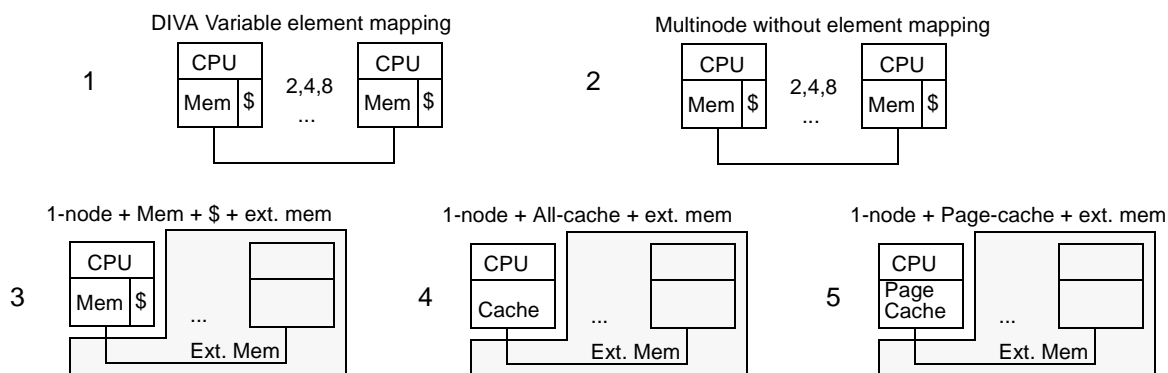 DIVA Variable element mapping
Multinode without element mapping
1
CPU
Mem
$
2,4,8
...
CPU
Mem
$
2
CPU
Mem
$
2,4,8
...
CPU
Mem
$
1-node + Mem + $ + ext. mem
1-node + All-cache + ext. mem
1-node + Page-cache + ext. mem
3
CPU
Mem
$
...
Ext. Mem
4
CPU
Cache
...
Ext. Mem
5
CPU
Page
Cache
...
Ext. Mem